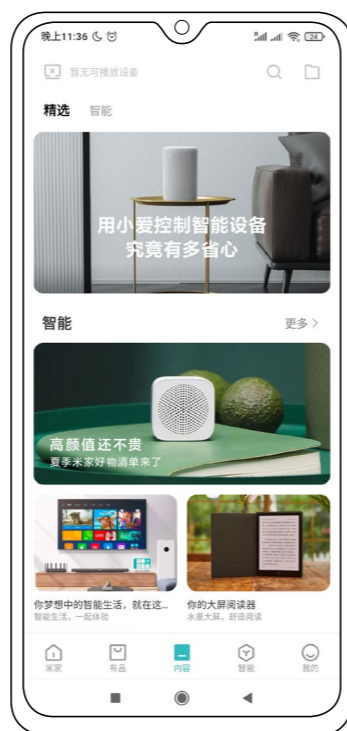 晚上11:36
24
暂无可播放设备
精选 智能
用小爱控制智能设备
究竟有多省心
智能 更多
高颜值还不贵
夏季米家好物清单来了
你梦想中的智能生活，就在这...
智能生活，一起体验
你的大屏阅读器
水墨大屏，舒适阅读
米家 有品 内容 智能 我的